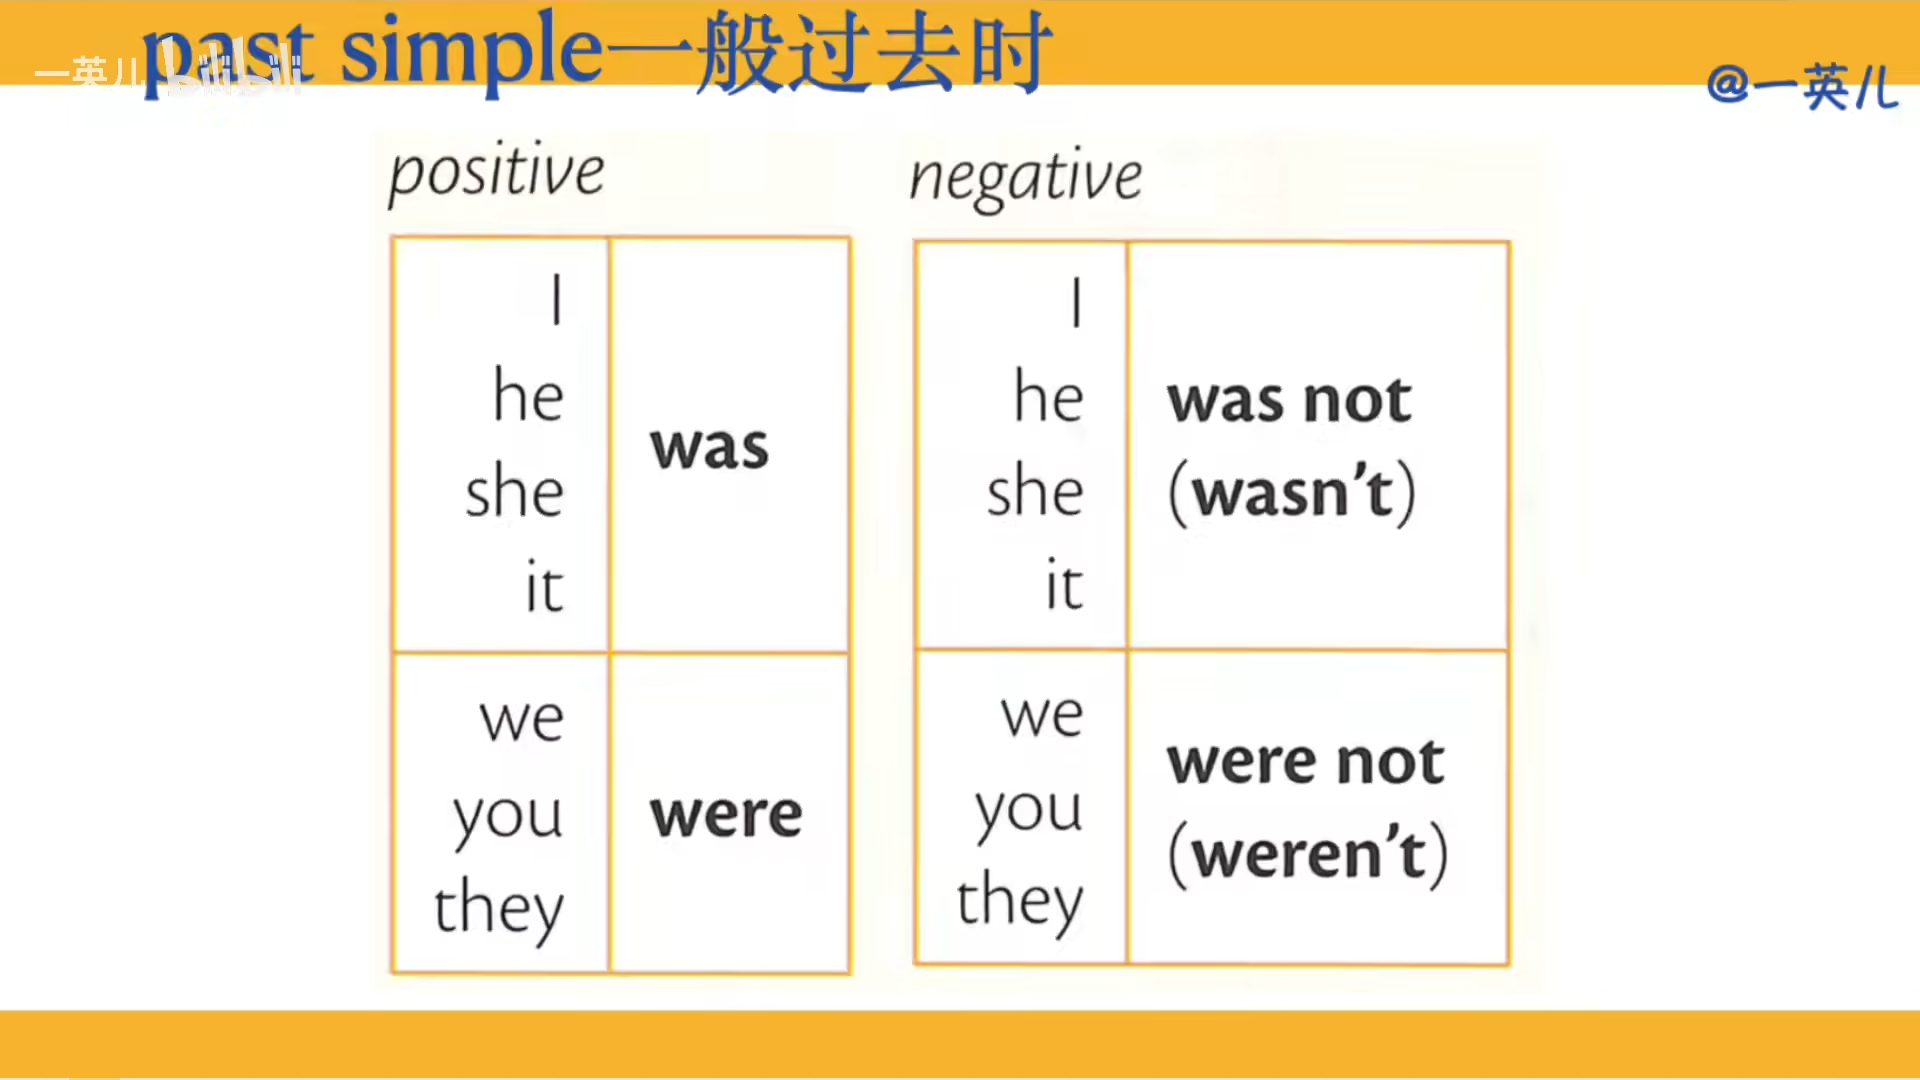 past simple一般过去时
一英儿 bilibili
@一英儿
positive
I
he
she
it
was
we
you
they
were
negative
I
he
she
it
was not
(wasn't)
we
you
they
were not
(weren't)